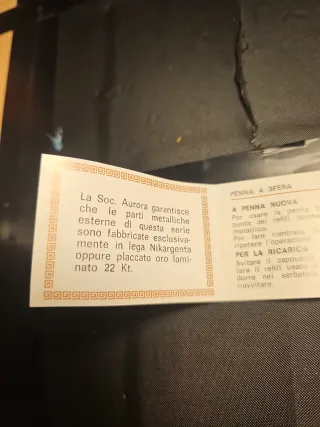 La Soc. Aurora garantisce
che le parti metalliche
esterne di questa serie
sono fabbricate esclusiva-
mente in lega Nikargenta
oppure placcato oro lami-
nato 22 Kt.
PENNA A SFERA
A PENNA NUOVA
Per usare la penna
punta del refill
metallico.
Per fare rientrare
ripetere l'operazione
PER LA RICARICA
Svitare il cappuccio
lare il refill usato
durre nel serbatoio
riavvitare.